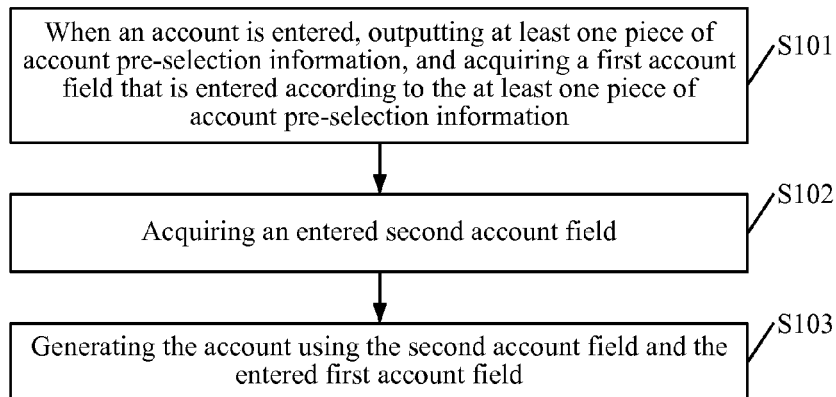 When an account is entered, outputting at least one piece of
account pre-selection information, and acquiring a first account
field that is entered according to the at least one piece of
account pre-selection information
S101
Acquiring an entered second account field
S102
Generating the account using the second account field and the
entered first account field
S103